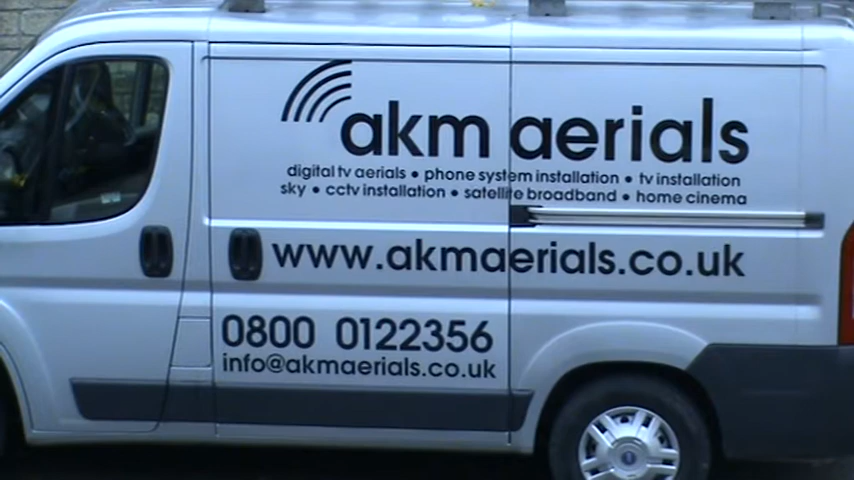 akm aerials
digital tv aerials • phone system installation • tv installation
sky • cctv installation • satellite broadband • home cinema
www.akmaerials.co.uk
0800 0122356
info@akmaerials.co.uk